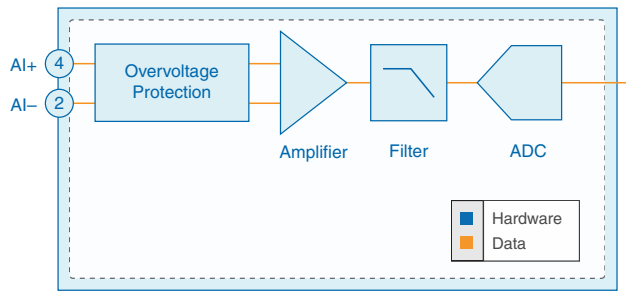 AI+ 4
AI– 2
Overvoltage
Protection
Amplifier
Filter
ADC
Hardware
Data